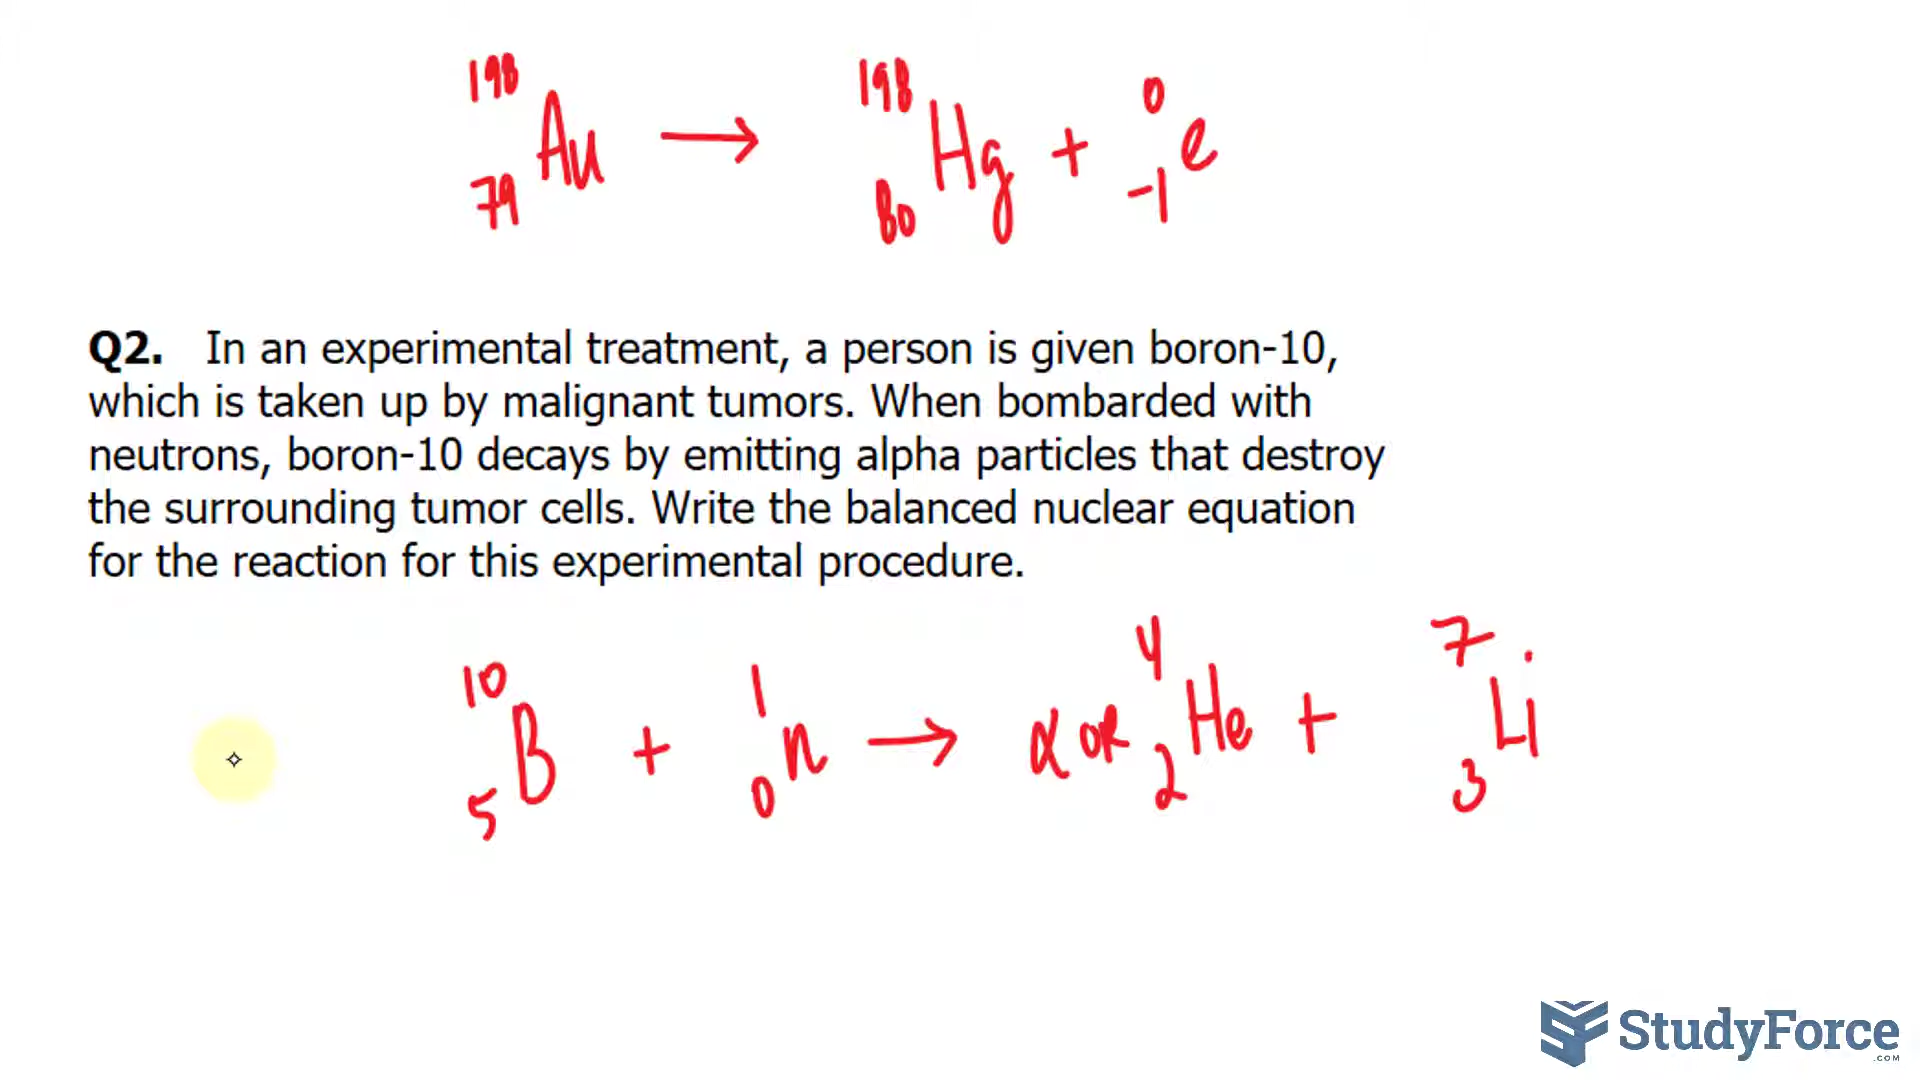 198 79 Au → 198 80 Hg + 0 -1 e
Q2. In an experimental treatment, a person is given boron-10,
which is taken up by malignant tumors. When bombarded with
neutrons, boron-10 decays by emitting alpha particles that destroy
the surrounding tumor cells. Write the balanced nuclear equation
for the reaction for this experimental procedure.
10 5 B + 1 0 n → α OR 4 2 He + 7 3 Li
StudyForce
.COM